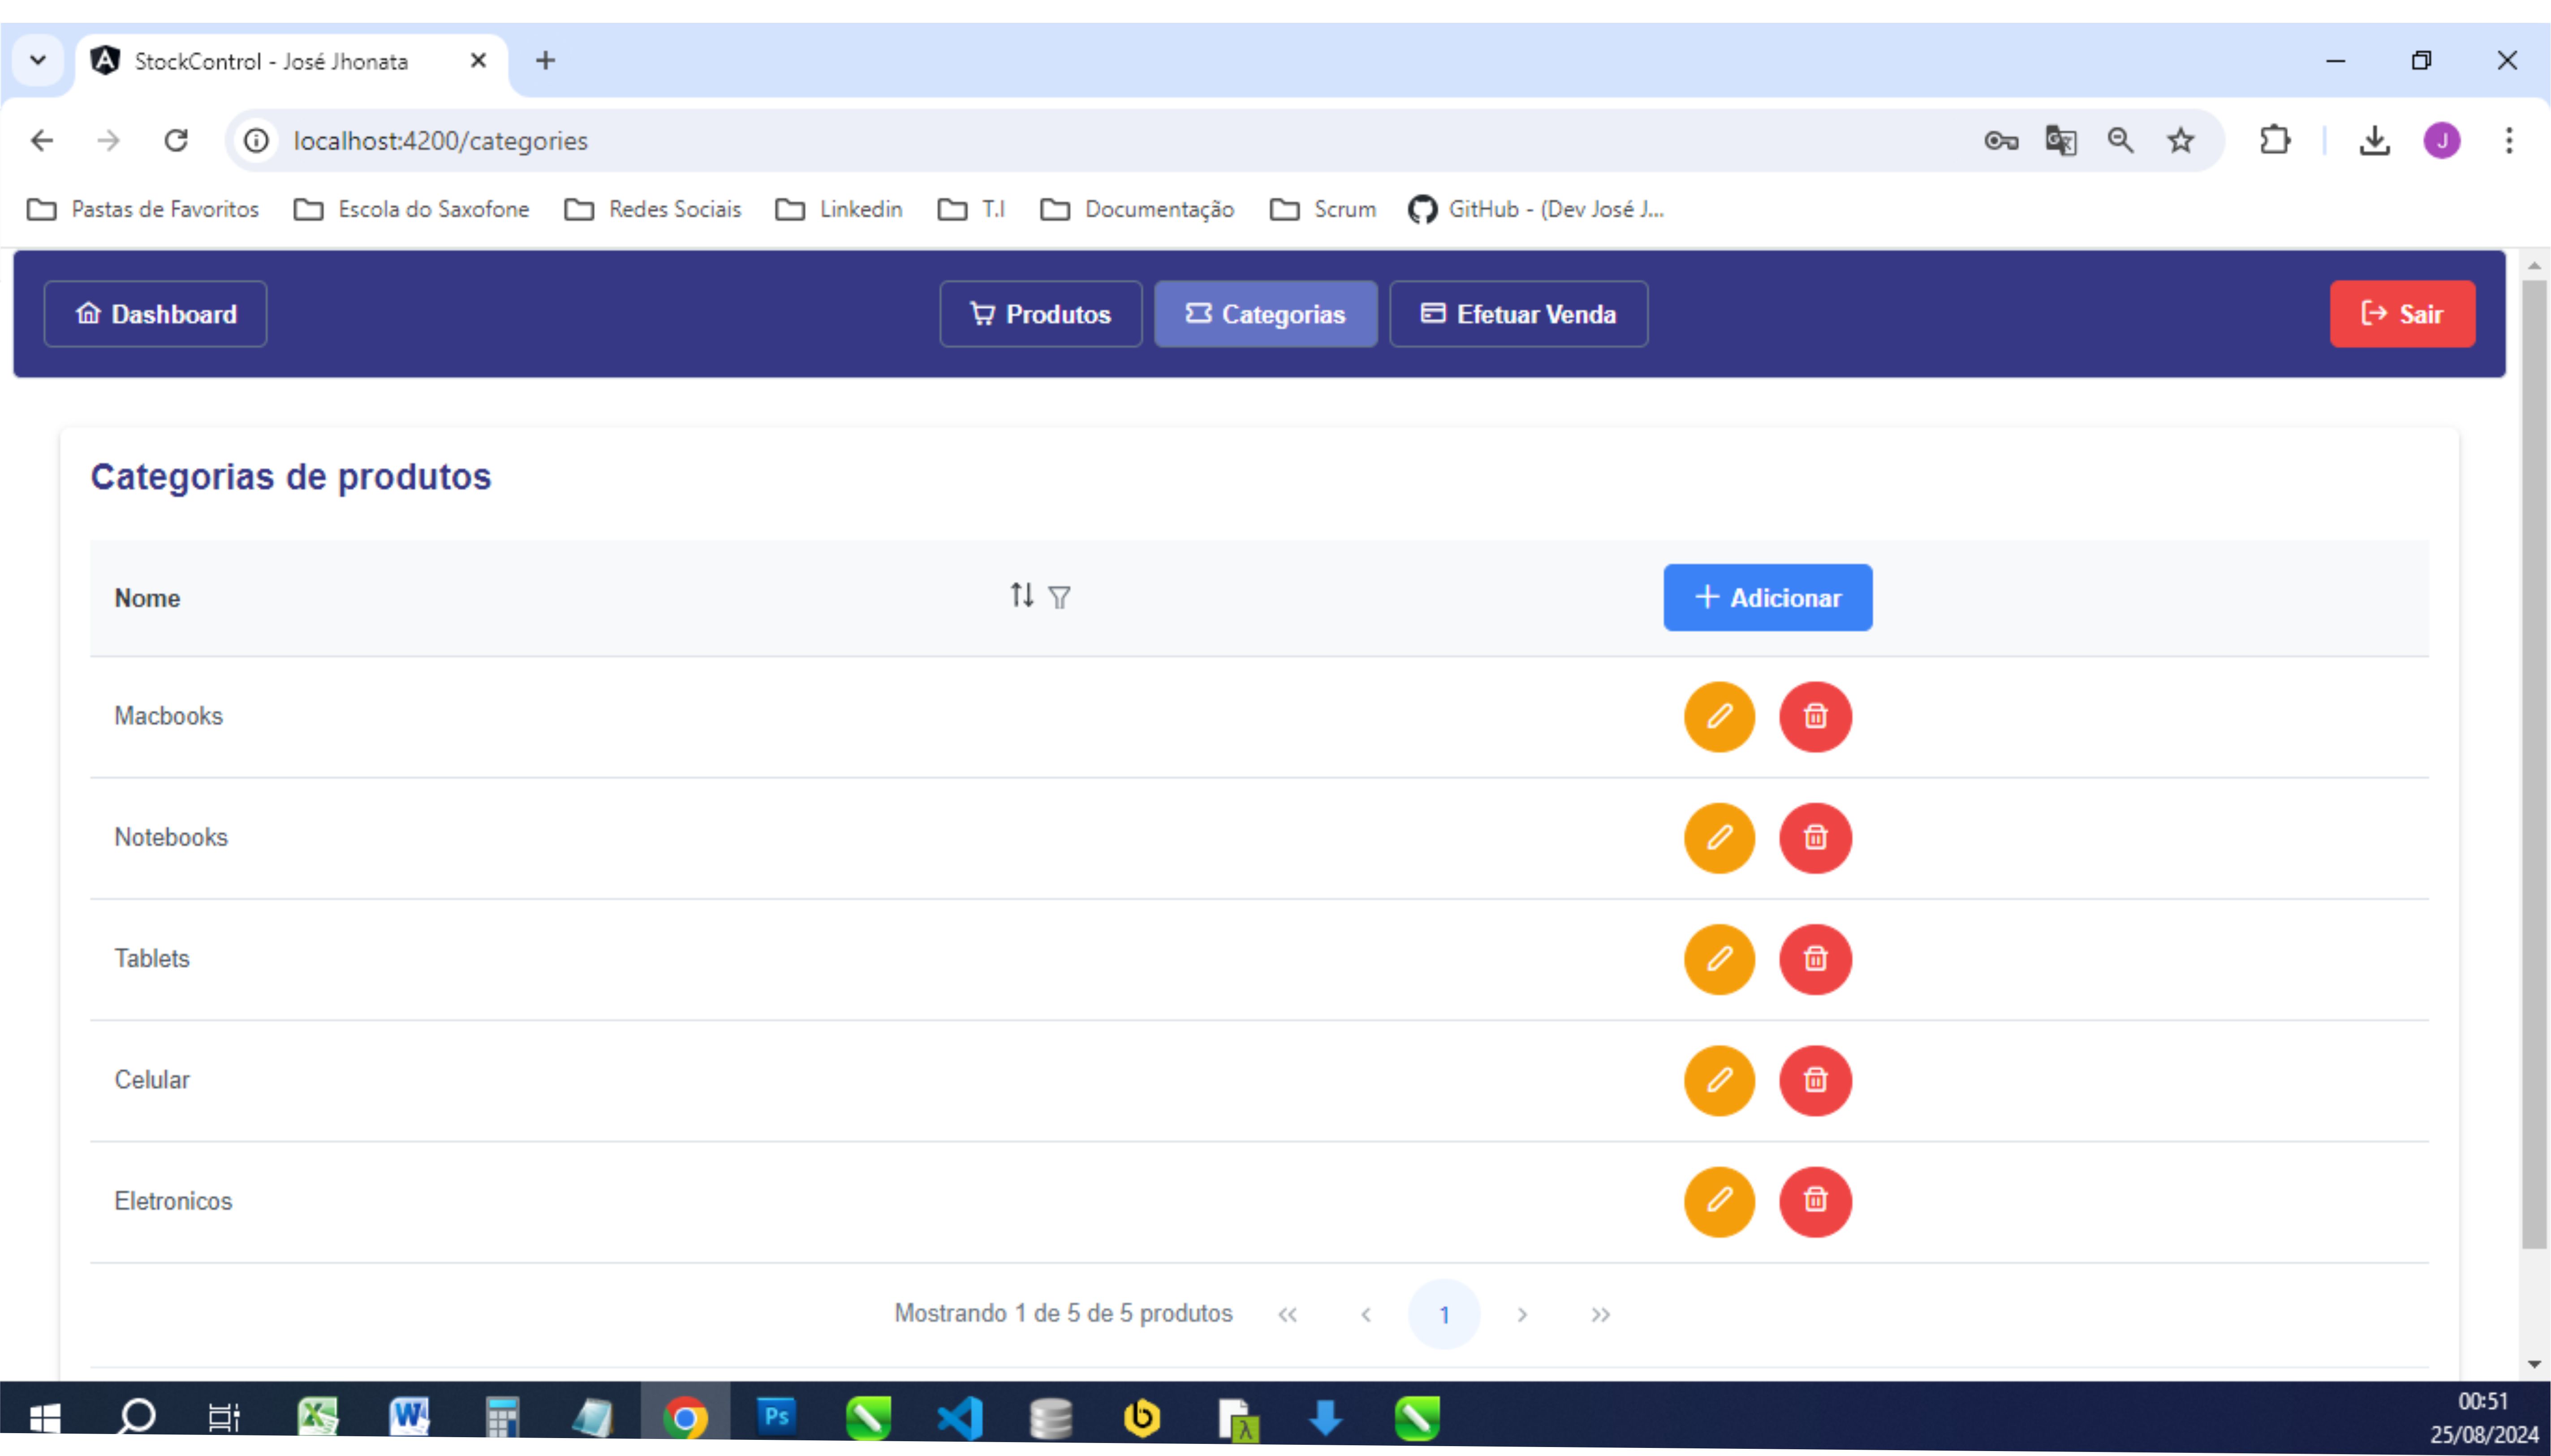 StockControl - José Jhonata
localhost:4200/categories
J
Pastas de Favoritos Escola do Saxofone Redes Sociais Linkedin T.I Documentação Scrum GitHub - (Dev José J...
Dashboard Produtos Categorias Efetuar Venda Sair
Categorias de produtos
Nome + Adicionar
Macbooks
Notebooks
Tablets
Celular
Eletronicos
Mostrando 1 de 5 de 5 produtos << < 1 > >>
Ps
00:51
25/08/2024